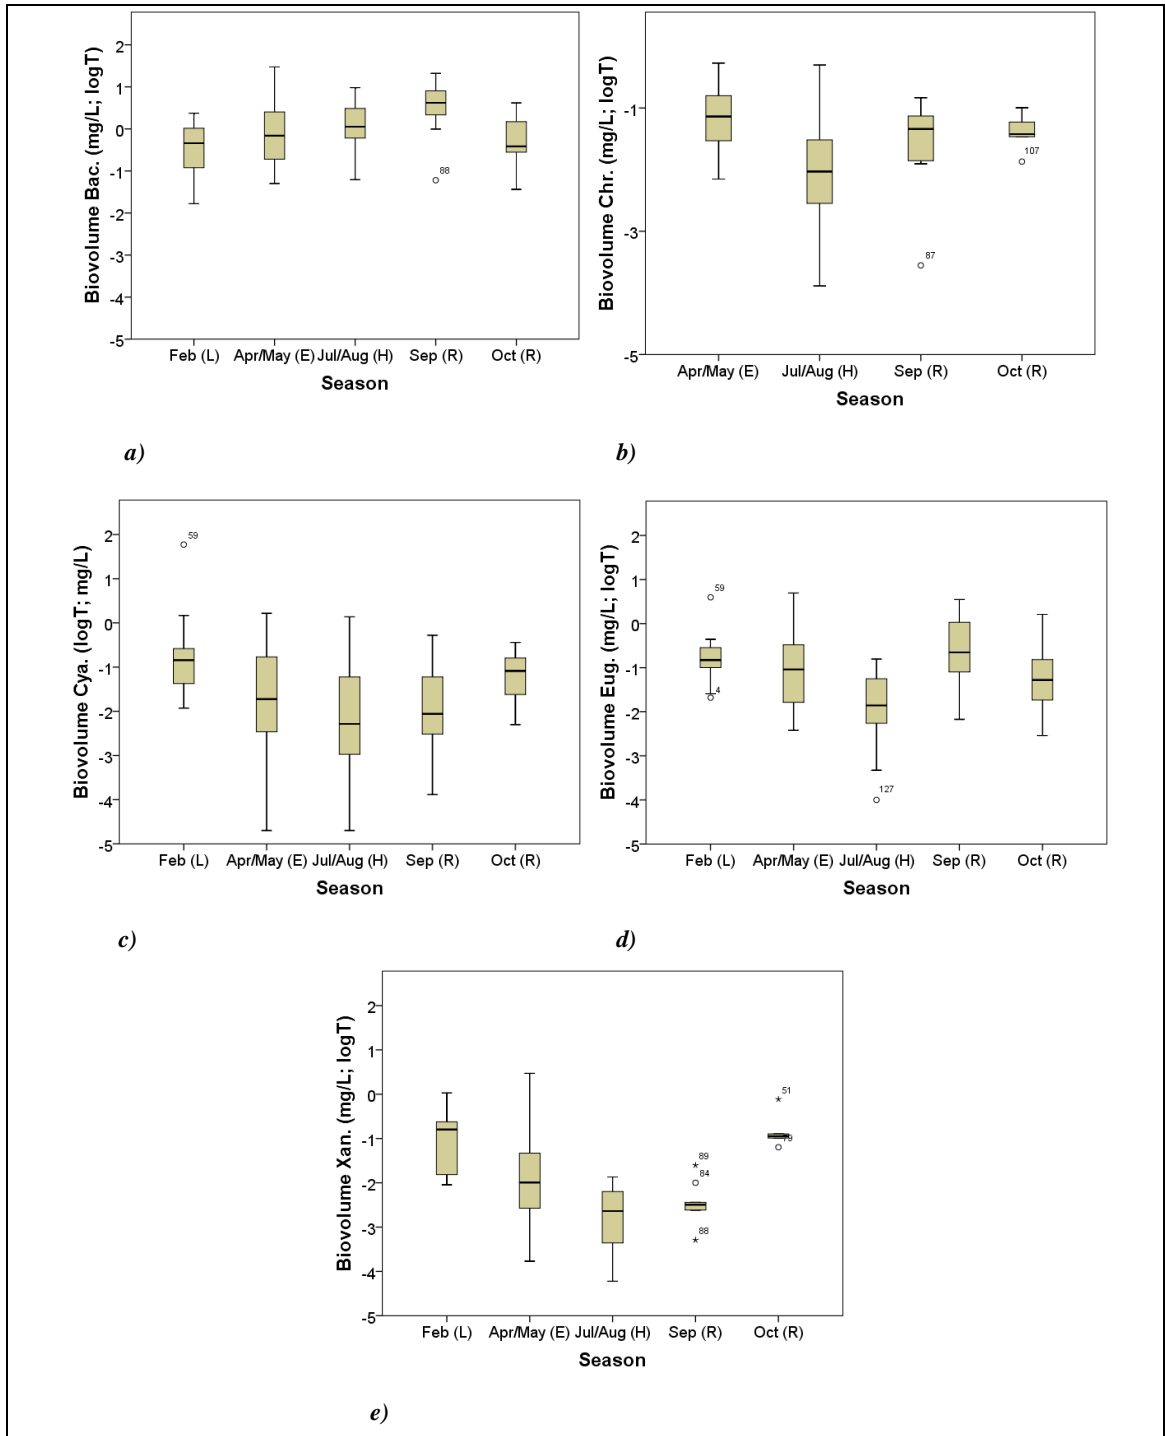 Biovolume Bac. (mg/L; logT)
2
1
0
-1
-2
-3
-4
-5
88
Feb (L) Apr/May (E) Jul/Aug (H) Sep (R) Oct (R)
Season
a)
Biovolume Chr. (mg/L; logT)
-1
-3
-5
87
107
Apr/May (E) Jul/Aug (H) Sep (R) Oct (R)
Season
b)
Biovolume Cya. (logT; mg/L)
2
1
0
-1
-2
-3
-4
-5
59
Feb (L) Apr/May (E) Jul/Aug (H) Sep (R) Oct (R)
Season
c)
Biovolume Eug. (mg/L; logT)
2
1
0
-1
-2
-3
-4
-5
59
4
127
Feb (L) Apr/May (E) Jul/Aug (H) Sep (R) Oct (R)
Season
d)
Biovolume Xan. (mg/L; logT)
2
1
0
-1
-2
-3
-4
-5
89
84
88
51
79
Feb (L) Apr/May (E) Jul/Aug (H) Sep (R) Oct (R)
Season
e)